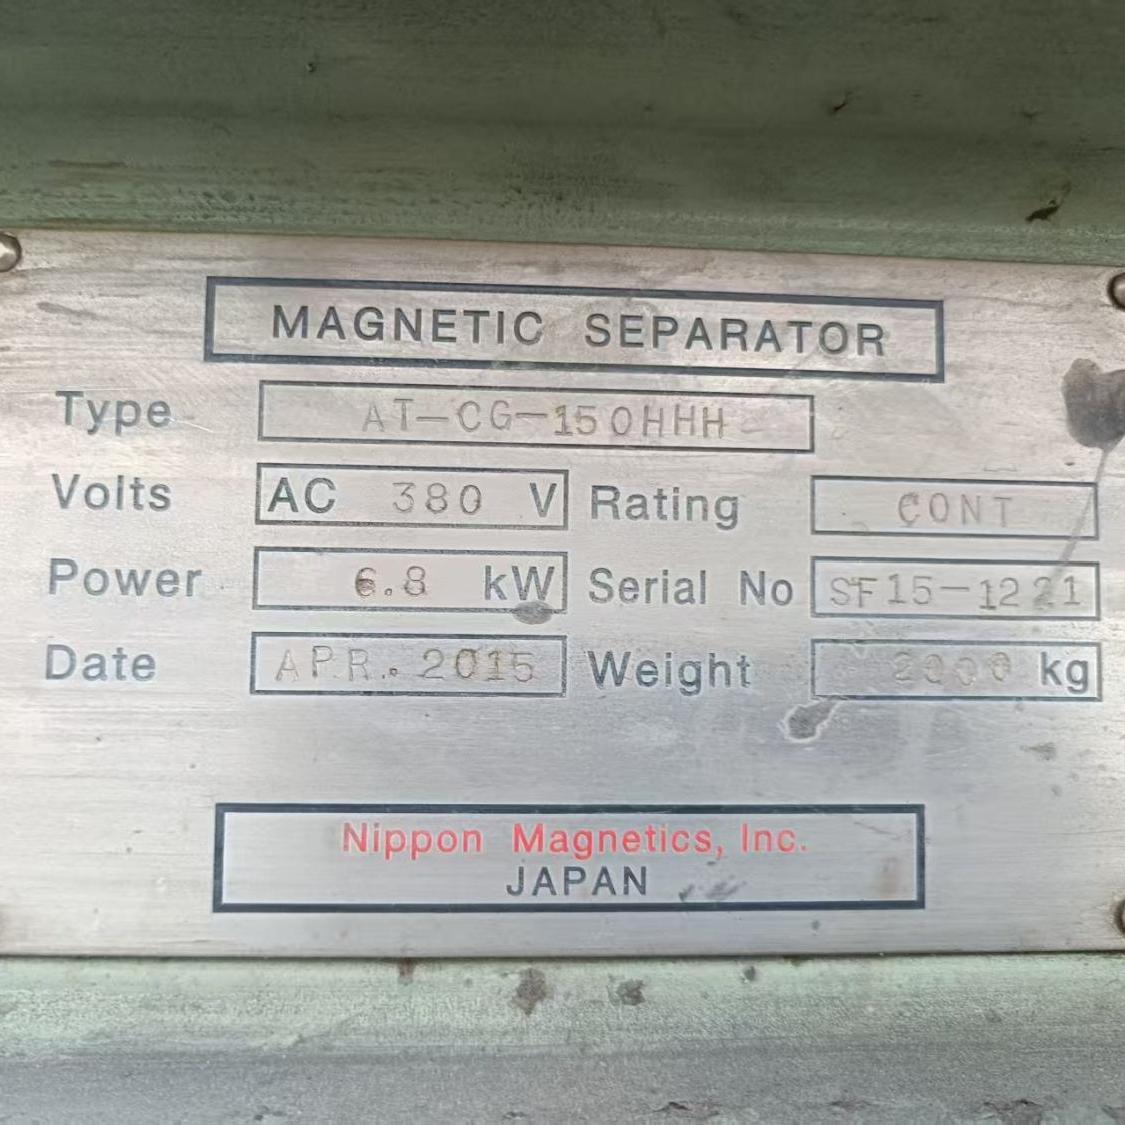 MAGNETIC SEPARATOR
Type AT-CG-150HHH
Volts AC 380 V Rating CONT
Power 6.8 kW Serial No SF15-1221
Date APR. 2015 Weight 2000 kg
Nippon Magnetics, Inc.
JAPAN